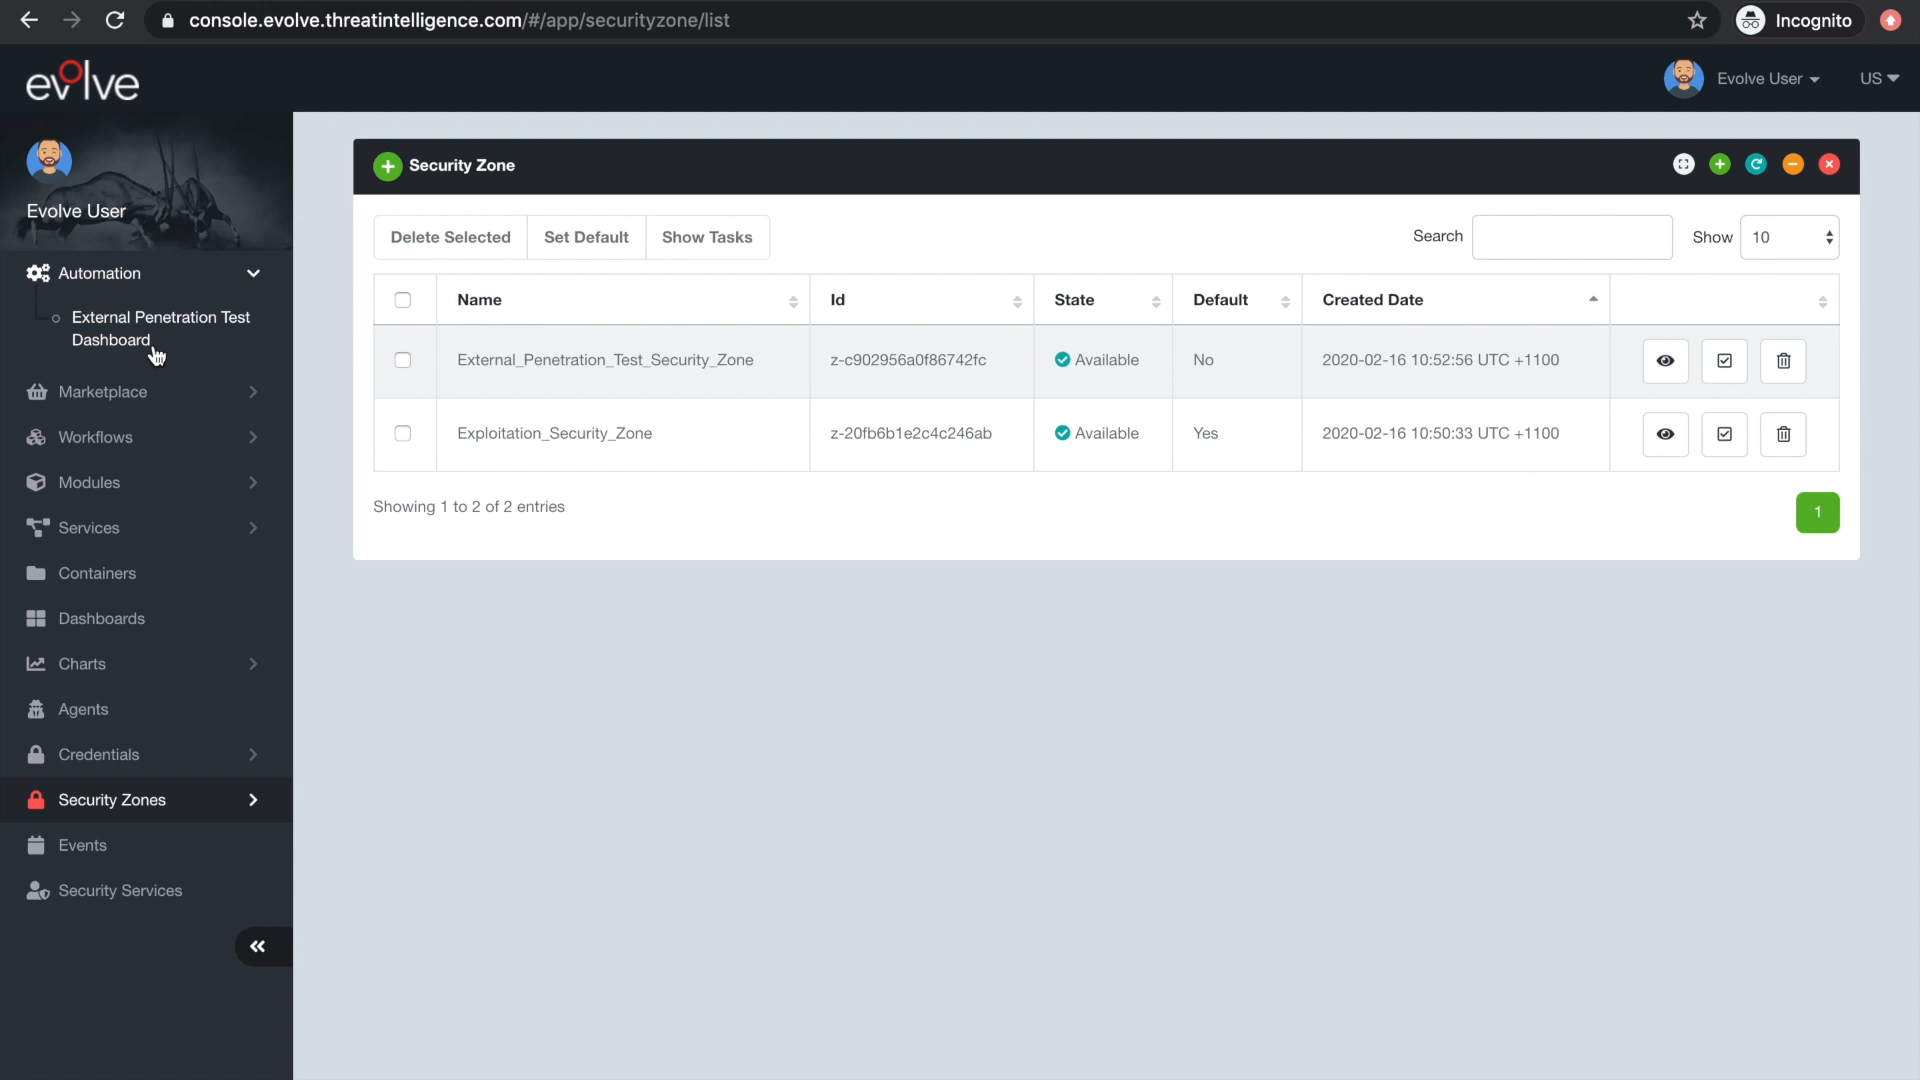 console.evolve.threatintelligence.com/#/app/securityzone/list
Incognito
evolve
Evolve User
US
Evolve User
Automation
External Penetration Test
Dashboard
Marketplace
Workflows
Modules
Services
Containers
Dashboards
Charts
Agents
Credentials
Security Zones
Events
Security Services
Security Zone
Delete Selected Set Default Show Tasks
Search Show 10
Name Id State Default Created Date
External_Penetration_Test_Security_Zone z-c902956a0f86742fc Available No 2020-02-16 10:52:56 UTC +1100
Exploitation_Security_Zone z-20fb6b1e2c4c246ab Available Yes 2020-02-16 10:50:33 UTC +1100
Showing 1 to 2 of 2 entries
1